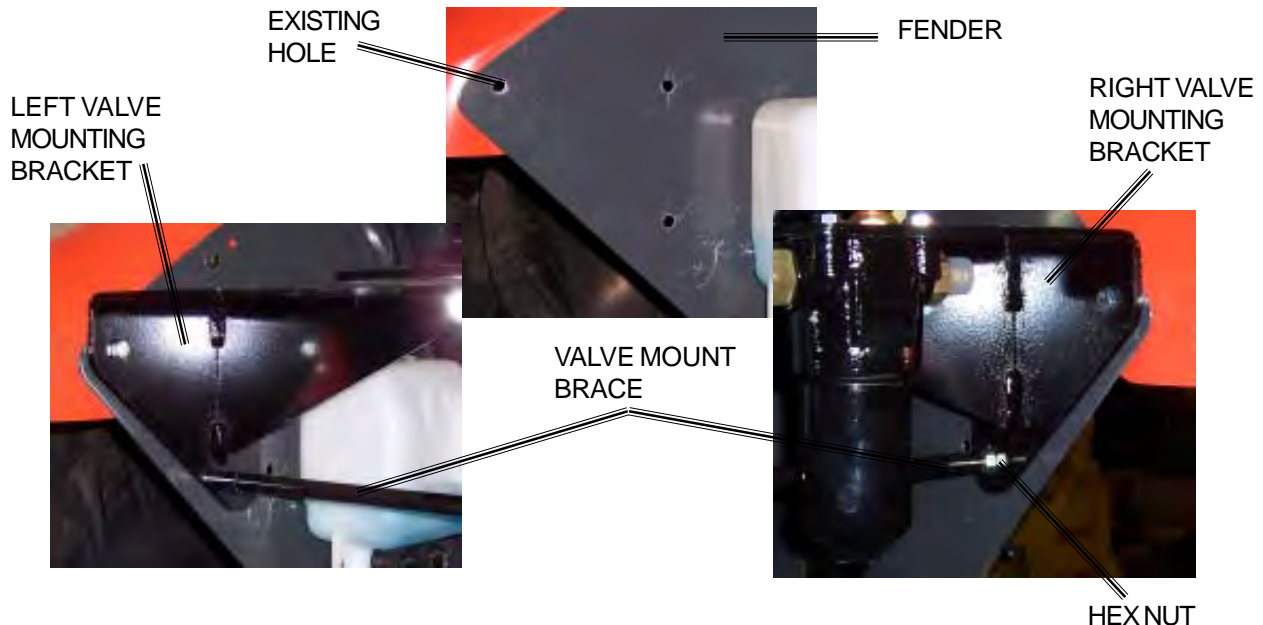 EXISTING
HOLE
FENDER
LEFT VALVE
MOUNTING
BRACKET
RIGHT VALVE
MOUNTING
BRACKET
VALVE MOUNT
BRACE
HEX NUT